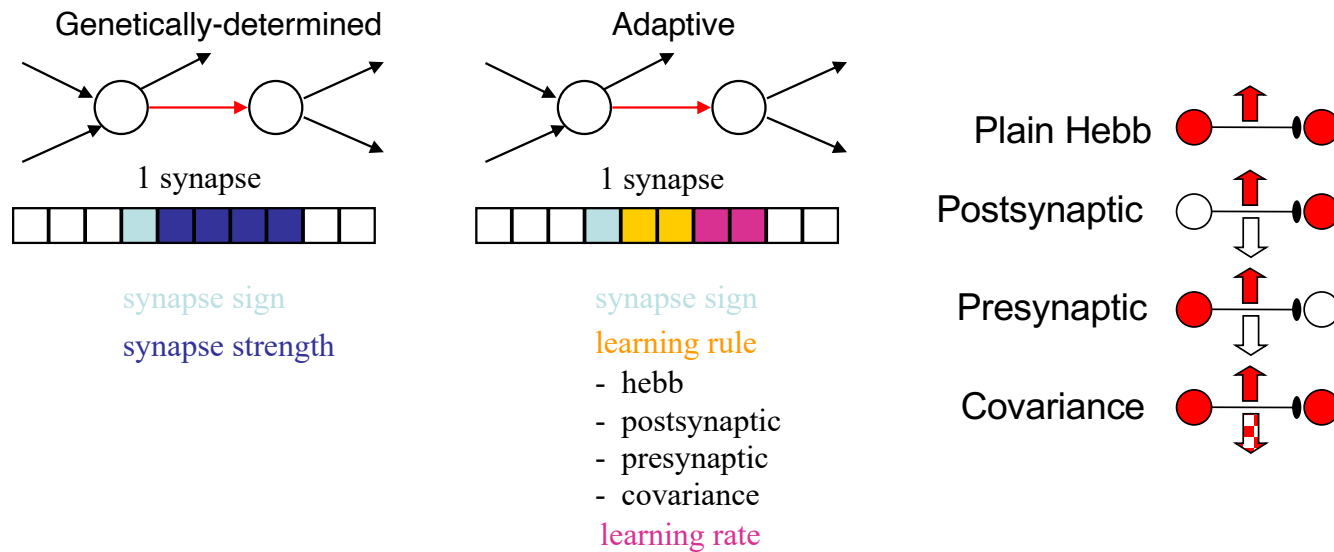 Genetically-determined
1 synapse
synapse sign
synapse strength
Adaptive
1 synapse
synapse sign
learning rule
- hebb
- postsynaptic
- presynaptic
- covariance
learning rate
Plain Hebb
Postsynaptic
Presynaptic
Covariance